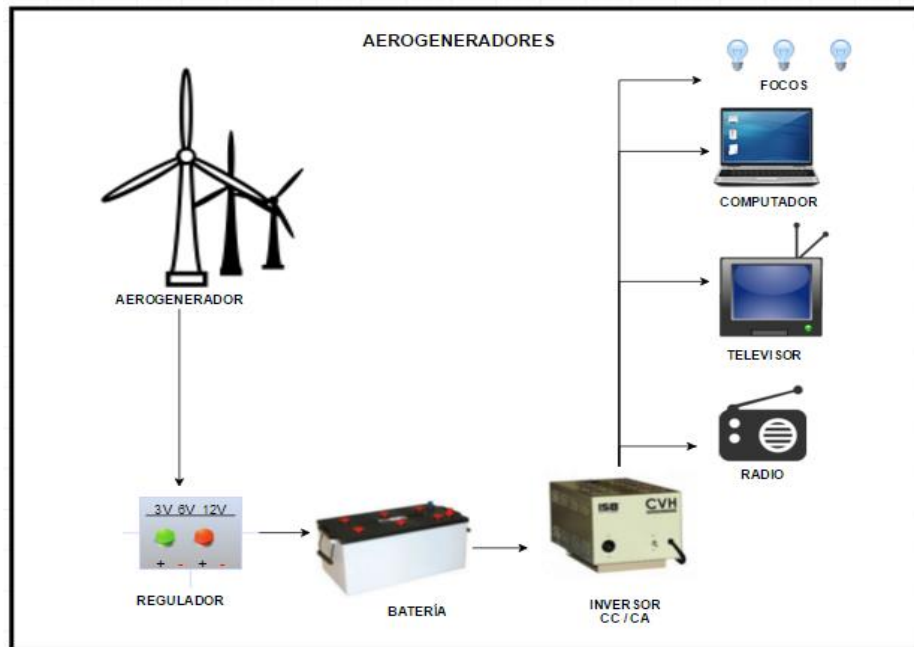 AEROGENERADORES
FOCOS
COMPUTADOR
AEROGENERADOR
TELEVISOR
RADIO
3V 6V 12V
+ - + -
REGULADOR
BATERÍA
ISB CVH
INVERSOR
CC / CA